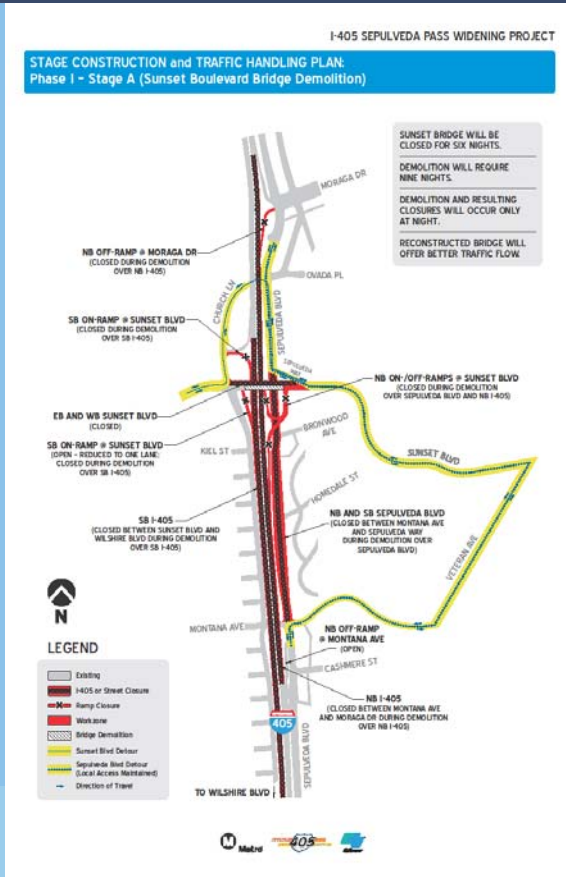 I-405 SEPULVEDA PASS WIDENING PROJECT
STAGE CONSTRUCTION and TRAFFIC HANDLING PLAN:
Phase I - Stage A (Sunset Boulevard Bridge Demolition)
SUNSET BRIDGE WILL BE
CLOSED FOR SIX NIGHTS.
DEMOLITION WILL REQUIRE
NINE NIGHTS.
DEMOLITION AND RESULTING
CLOSURES WILL OCCUR ONLY
AT NIGHT.
RECONSTRUCTED BRIDGE WILL
OFFER BETTER TRAFFIC FLOW.
MORAGA DR
NB OFF-RAMP @ MORAGA DR
(CLOSED DURING DEMOLITION
OVER NB I-405)
OVADA PL
CHURCH LN
SEPULVEDA BLVD
SB ON-RAMP @ SUNSET BLVD
(CLOSED DURING DEMOLITION
OVER SB I-405)
SEPULVEDA
WAY
NB ON-/OFF-RAMPS @ SUNSET BLVD
(CLOSED DURING DEMOLITION
OVER SEPULVEDA BLVD AND NB I-405)
EB AND WB SUNSET BLVD
(CLOSED)
SB ON-RAMP @ SUNSET BLVD
(OPEN - REDUCED TO ONE LANE;
CLOSED DURING DEMOLITION
OVER SB I-405)
BRONWOOD
AVE
KIEL ST
SUNSET BLVD
HOMEDALE ST
SB I-405
(CLOSED BETWEEN SUNSET BLVD AND
WILSHIRE BLVD DURING DEMOLITION
OVER SB I-405)
NB AND SB SEPULVEDA BLVD
(CLOSED BETWEEN MONTANA AVE
AND SEPULVEDA WAY
DURING DEMOLITION OVER
SEPULVEDA BLVD)
VETERAN AVE
N
MONTANA AVE
NB OFF-RAMP
@ MONTANA AVE
(OPEN)
CASHMERE ST
LEGEND
Existing
I-405 or Street Closure
Ramp Closure
Workzone
Bridge Demolition
Sunset Blvd Detour
Sepulveda Blvd Detour
(Local Access Maintained)
Direction of Travel
NB I-405
(CLOSED BETWEEN MONTANA AVE
AND MORAGA DR DURING DEMOLITION
OVER NB I-405)
405
SEPULVEDA BLVD
TO WILSHIRE BLVD
Metro
405